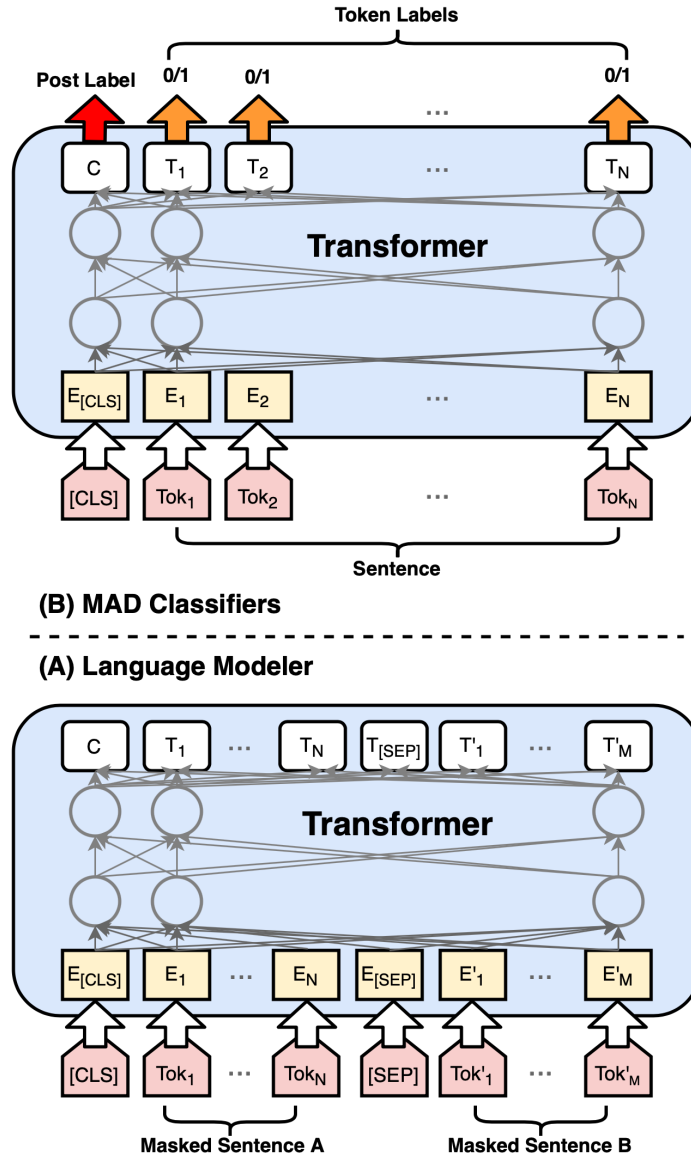 Token Labels
Post Label 0/1 0/1 0/1
...
C T1 T2 ... TN
Transformer
E[CLS] E1 E2 ... EN
[CLS] Tok1 Tok2 ... TokN
Sentence
(B) MAD Classifiers
(A) Language Modeler
C T1 ... TN T[SEP] T'1 ... T'M
Transformer
E[CLS] E1 ... EN E[SEP] E'1 ... E'M
[CLS] Tok1 ... TokN [SEP] Tok'1 ... Tok'M
Masked Sentence A Masked Sentence B